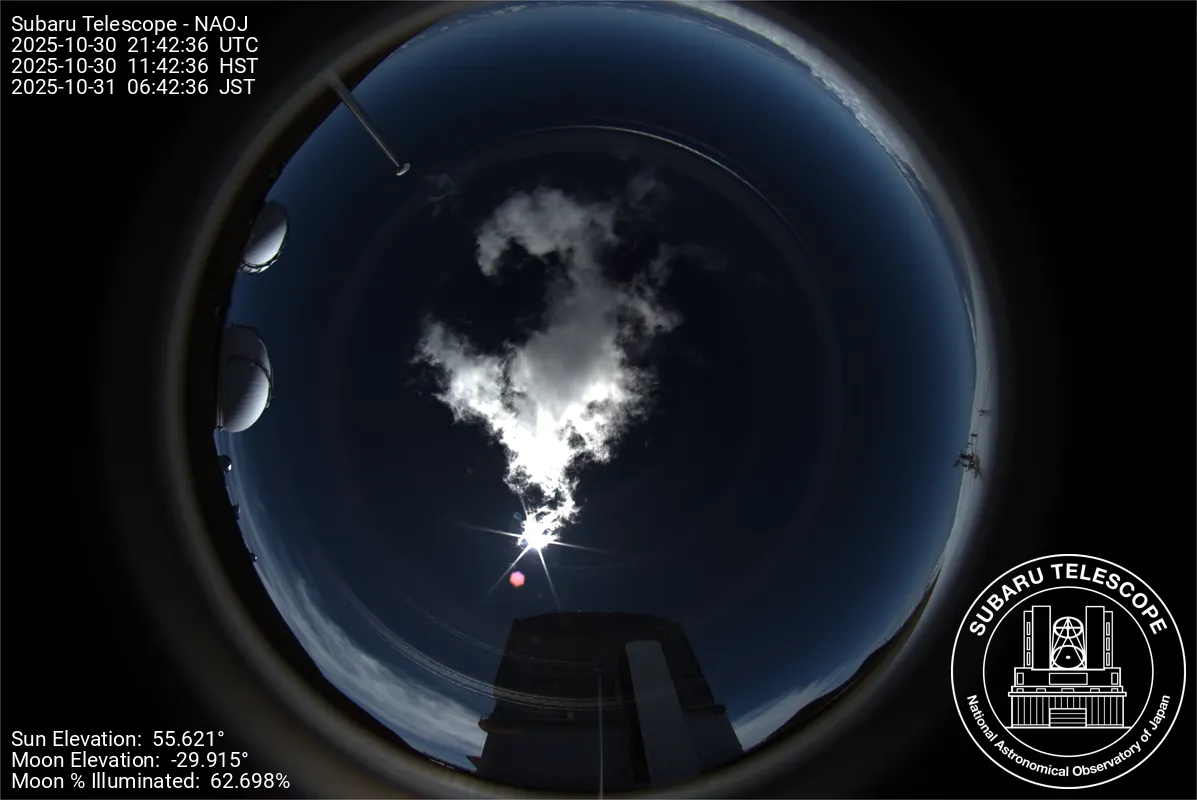 Subaru Telescope - NAOJ
2025-10-30 21:42:36 UTC
2025-10-30 11:42:36 HST
2025-10-31 06:42:36 JST
SUBARU TELESCOPE
National Astronomical Observatory of Japan
Sun Elevation: 55.621°
Moon Elevation: -29.915°
Moon % Illuminated: 62.698%